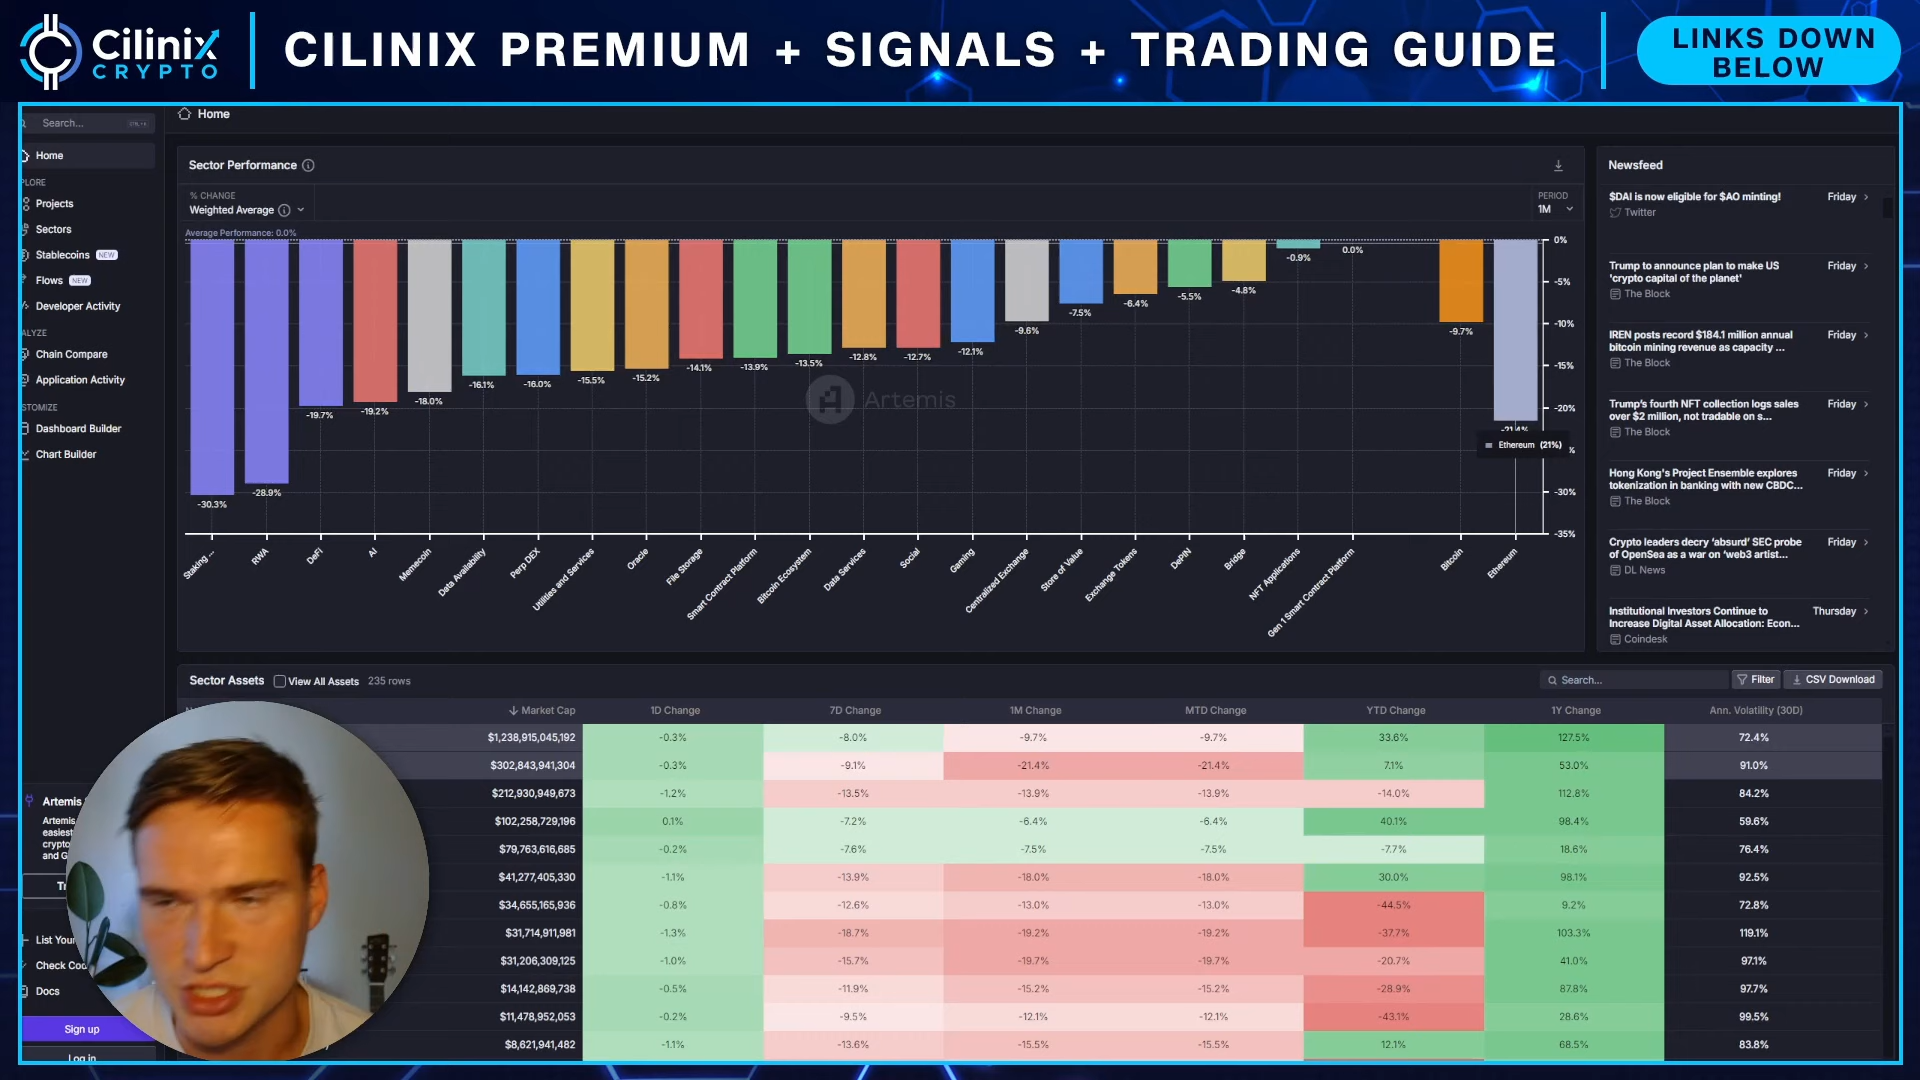 Cilinix
CRYPTO
CILINIX PREMIUM + SIGNALS + TRADING GUIDE
LINKS DOWN
BELOW
Search...
Home
PLORE
Projects
Sectors
Stablecoins NEW
Flows NEW
Developer Activity
ALYZE
Chain Compare
Application Activity
STOMIZE
Dashboard Builder
Chart Builder
Artemis
Artemis
easiest
crypto
and G
List Your
Docs
Sign up
Log in
Home
Sector Performance
% CHANGE
Weighted Average
PERIOD
1M
Average Performance: 0.0%
-30.3%
-28.9%
-19.7%
-19.2%
-18.0%
-16.1%
-16.0%
-15.5%
-15.2%
-14.1%
-13.9%
-13.5%
-12.8%
-12.7%
-12.1%
-9.6%
-7.5%
-6.4%
-5.5%
-4.8%
-0.9%
0.0%
-9.7%
-21.4%
Ethereum (21%)
0%
-5%
-10%
-15%
-20%
-30%
-35%
Artemis
Staking ...
RWA
DeFi
AI
Memecoin
Data Availability
Perp DEX
Utilities and Services
Oracle
File Storage
Smart Contract Platform
Bitcoin Ecosystem
Data Services
Social
Gaming
Centralized Exchange
Store of Value
Exchange Tokens
DePIN
Bridge
NFT Applications
Gen 1 Smart Contract Platform
Bitcoin
Ethereum
Newsfeed
$DAI is now eligible for $AO minting! Friday
Twitter
Trump to announce plan to make US Friday
'crypto capital of the planet'
The Block
IREN posts record $184.1 million annual Friday
bitcoin mining revenue as capacity ...
The Block
Trump's fourth NFT collection logs sales Friday
over $2 million, not tradable on s...
The Block
Hong Kong's Project Ensemble explores Friday
tokenization in banking with new CBDC...
The Block
Crypto leaders decry 'absurd' SEC probe Friday
of OpenSea as a war on 'web3 artist...
DL News
Institutional Investors Continue to Thursday
Increase Digital Asset Allocation: Econ...
Coindesk
Sector Assets View All Assets 235 rows Search... Filter CSV Download
Market Cap 1D Change 7D Change 1M Change MTD Change YTD Change 1Y Change Ann. Volatility (30D)
$1,238,915,045,192 -0.3% -8.0% -9.7% -9.7% 33.6% 127.5% 72.4%
$302,843,941,304 -0.3% -9.1% -21.4% -21.4% 7.1% 53.0% 91.0%
$212,930,949,673 -1.2% -13.5% -13.9% -13.9% -14.0% 112.8% 84.2%
$102,258,729,196 0.1% -7.2% -6.4% -6.4% 40.1% 98.4% 59.6%
$79,763,616,685 -0.2% -7.6% -7.5% -7.5% -7.7% 18.6% 76.4%
$41,277,405,330 -1.1% -13.9% -18.0% -18.0% 30.0% 98.1% 92.5%
$34,655,165,936 -0.8% -12.6% -13.0% -13.0% -44.5% 9.2% 72.8%
$31,714,911,981 -1.3% -18.7% -19.2% -19.2% -37.7% 103.3% 119.1%
$31,206,309,125 -1.0% -15.7% -19.7% -19.7% -20.7% 41.0% 97.1%
$14,142,869,738 -0.5% -11.9% -15.2% -15.2% -28.9% 87.8% 97.7%
$11,478,952,053 -0.2% -9.5% -12.1% -12.1% -43.1% 28.6% 99.5%
$8,621,941,482 -1.1% -13.6% -15.5% -15.5% 12.1% 68.5% 83.8%